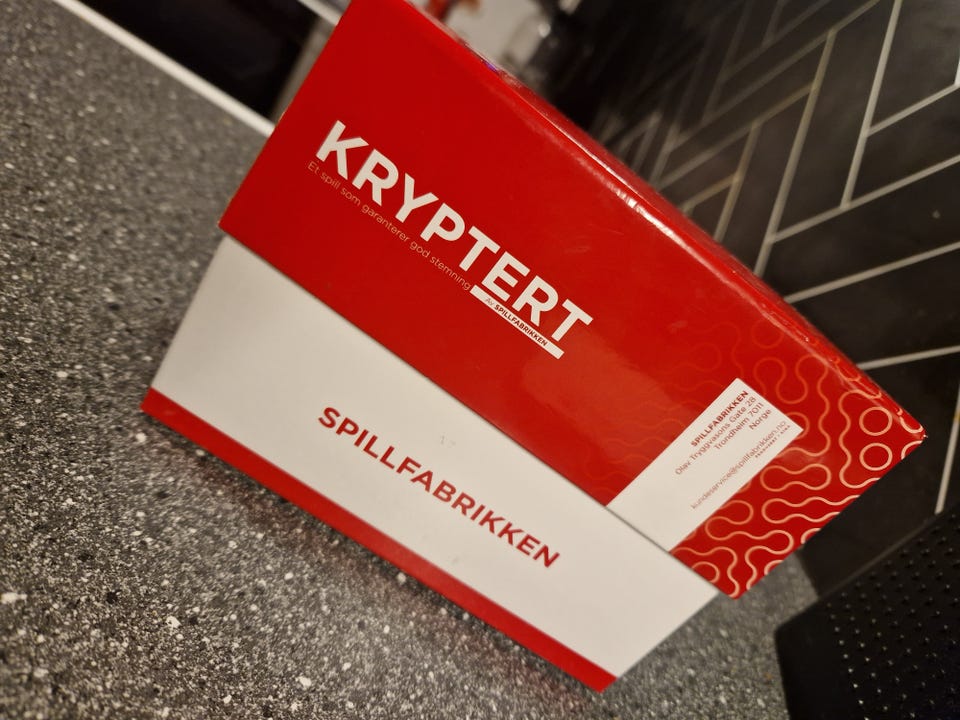 KRYPTERT
Et spill som garanterer god stemning
Av SPILLFABRIKKEN
SPILLFABRIKKEN
Olav Tryggvasons Gate 28
Trondheim 7011
Norge
kundeservice@spillfabrikken.no
SPILLFABRIKKEN